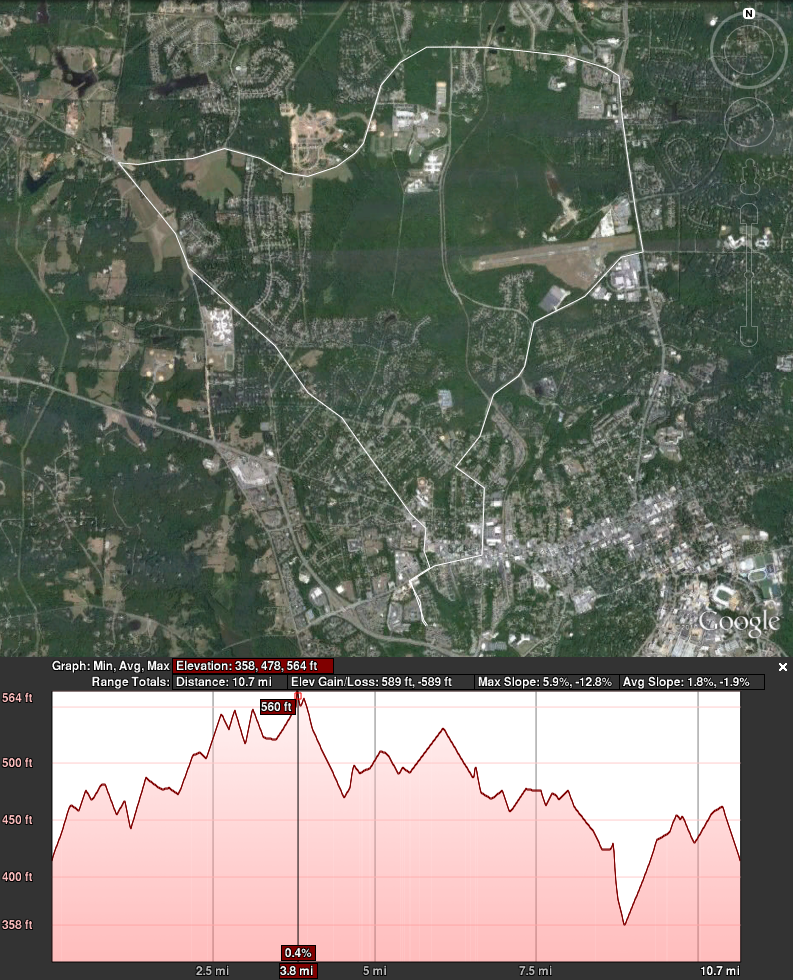 N
Google
Graph: Min, Avg, Max Elevation: 358, 478, 564 ft
Range Totals: Distance: 10.7 mi Elev Gain/Loss: 589 ft, -589 ft Max Slope: 5.9%, -12.8% Avg Slope: 1.8%, -1.9%
564 ft
560 ft
500 ft
450 ft
400 ft
358 ft
0.4%
2.5 mi 3.8 mi 5 mi 7.5 mi 10.7 mi